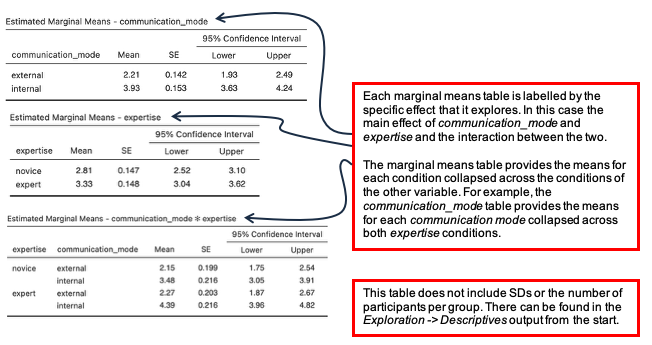 Estimated Marginal Means - communication_mode
95% Confidence Interval
communication_mode Mean SE Lower Upper
external 2.21 0.142 1.93 2.49
internal 3.93 0.153 3.63 4.24
Estimated Marginal Means - expertise
95% Confidence Interval
expertise Mean SE Lower Upper
novice 2.81 0.147 2.52 3.10
expert 3.33 0.148 3.04 3.62
Estimated Marginal Means - communication_mode * expertise
95% Confidence Interval
expertise communication_mode Mean SE Lower Upper
novice external 2.15 0.199 1.75 2.54
internal 3.48 0.216 3.05 3.91
expert external 2.27 0.203 1.87 2.67
internal 4.39 0.216 3.96 4.82
Each marginal means table is labelled by the
specific effect that it explores. In this case the
main effect of communication_mode and
expertise and the interaction between the two.
The marginal means table provides the means for
each condition collapsed across the conditions of
the other variable. For example, the
communication_mode table provides the means
for each communication mode collapsed across
both expertise conditions.
This table does not include SDs or the number of
participants per group. There can be found in the
Exploration -> Descriptives output from the start.